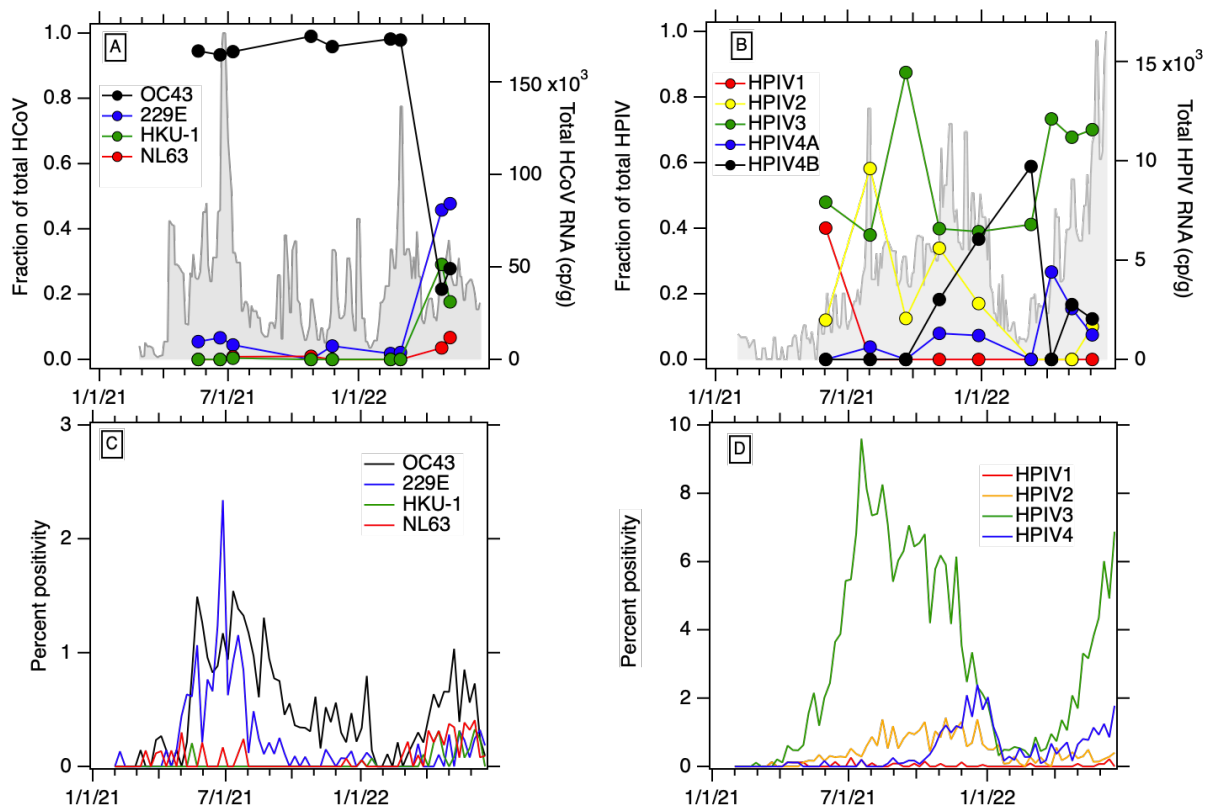 A
OC43
229E
HKU-1
NL63
Fraction of total HCoV
1.0
0.8
0.6
0.4
0.2
0.0
150 x10³
100
50
0
Total HCoV RNA (cp/g)
1/1/21
7/1/21
1/1/22
B
HPIV1
HPIV2
HPIV3
HPIV4A
HPIV4B
Fraction of total HPIV
1.0
0.8
0.6
0.4
0.2
0.0
15 x10³
10
5
0
Total HPIV RNA (cp/g)
1/1/21
7/1/21
1/1/22
C
OC43
229E
HKU-1
NL63
Percent positivity
3
2
1
0
1/1/21
7/1/21
1/1/22
D
HPIV1
HPIV2
HPIV3
HPIV4
Percent positivity
10
8
6
4
2
0
1/1/21
7/1/21
1/1/22